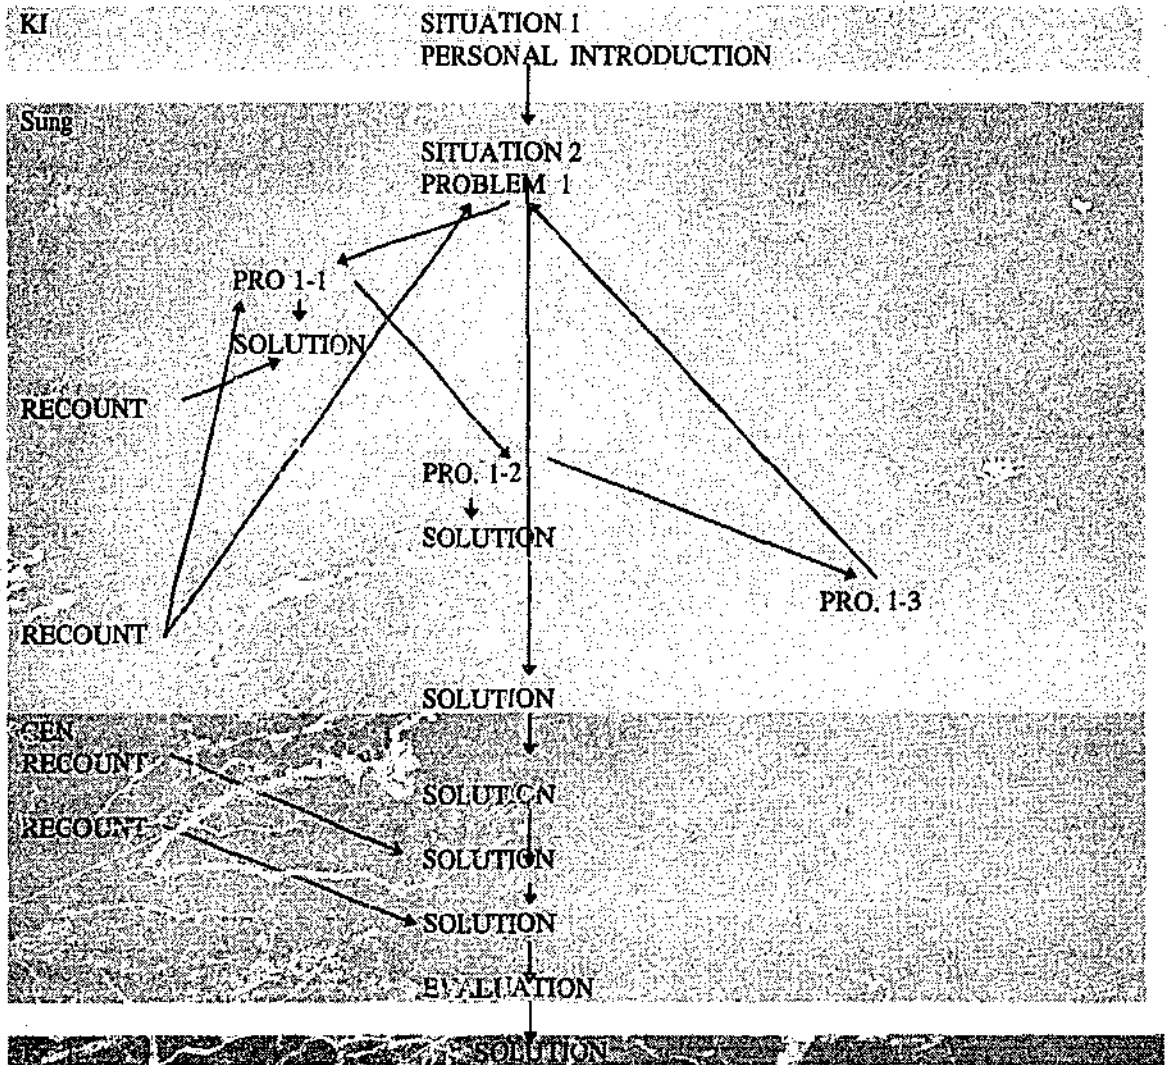 KI
SITUATION 1
PERSONAL INTRODUCTION
Sung
SITUATION 2
PROBLEM 1
PRO 1-1
SOLUTION
RECOUNT
PRO. 1-2
SOLUTION
PRO. 1-3
RECOUNT
SOLUTION
RECOUNT
SOLUTION
RECOUNT
SOLUTION
SOLUTION
EVALUATION
SOLUTION